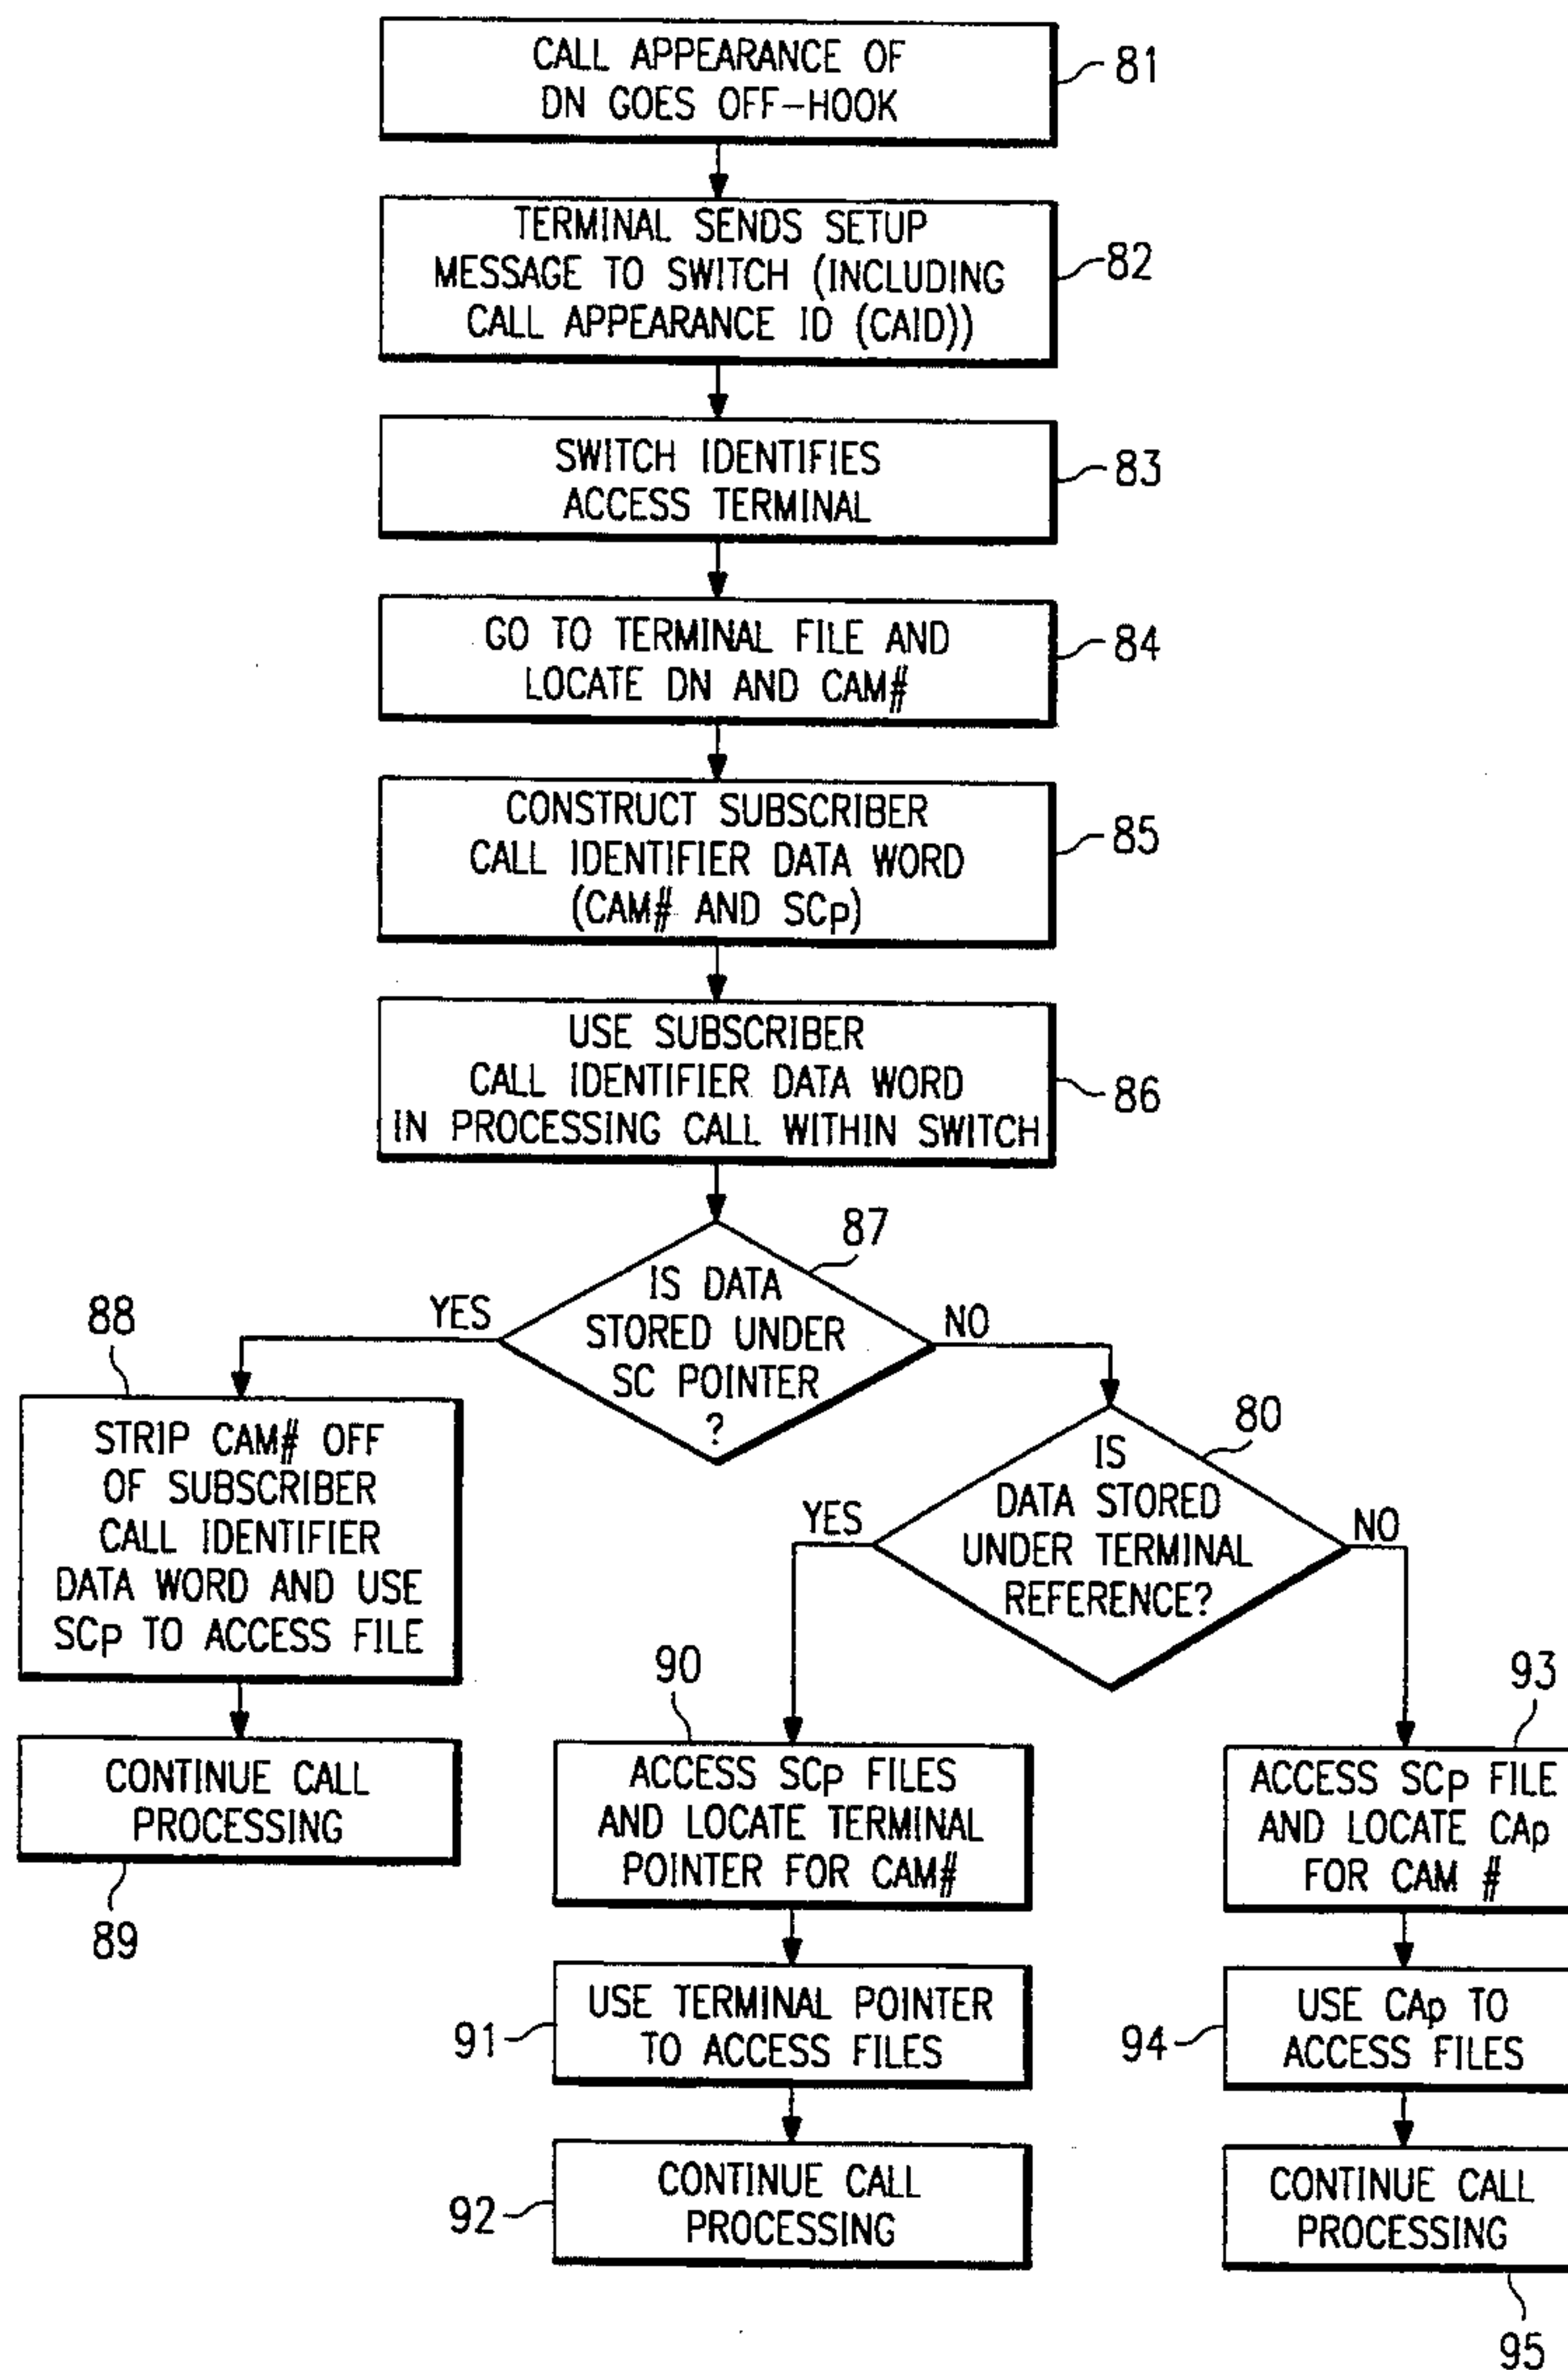 CALL APPEARANCE OF
DN GOES OFF-HOOK
81
TERMINAL SENDS SETUP
MESSAGE TO SWITCH (INCLUDING
CALL APPEARANCE ID (CAID))
82
SWITCH IDENTIFIES
ACCESS TERMINAL
83
GO TO TERMINAL FILE AND
LOCATE DN AND CAM#
84
CONSTRUCT SUBSCRIBER
CALL IDENTIFIER DATA WORD
(CAM# AND SCp)
85
USE SUBSCRIBER
CALL IDENTIFIER DATA WORD
IN PROCESSING CALL WITHIN SWITCH
86
87
IS DATA
STORED UNDER
SC POINTER
?
YES
NO
88
STRIP CAM# OFF
OF SUBSCRIBER
CALL IDENTIFIER
DATA WORD AND USE
SCp TO ACCESS FILE
CONTINUE CALL
PROCESSING
89
80
IS
DATA STORED
UNDER TERMINAL
REFERENCE?
YES
NO
90
ACCESS SCp FILES
AND LOCATE TERMINAL
POINTER FOR CAM#
USE TERMINAL POINTER
TO ACCESS FILES
91
CONTINUE CALL
PROCESSING
92
93
ACCESS SCp FILE
AND LOCATE CAp
FOR CAM #
USE CAp TO
ACCESS FILES
94
CONTINUE CALL
PROCESSING
95